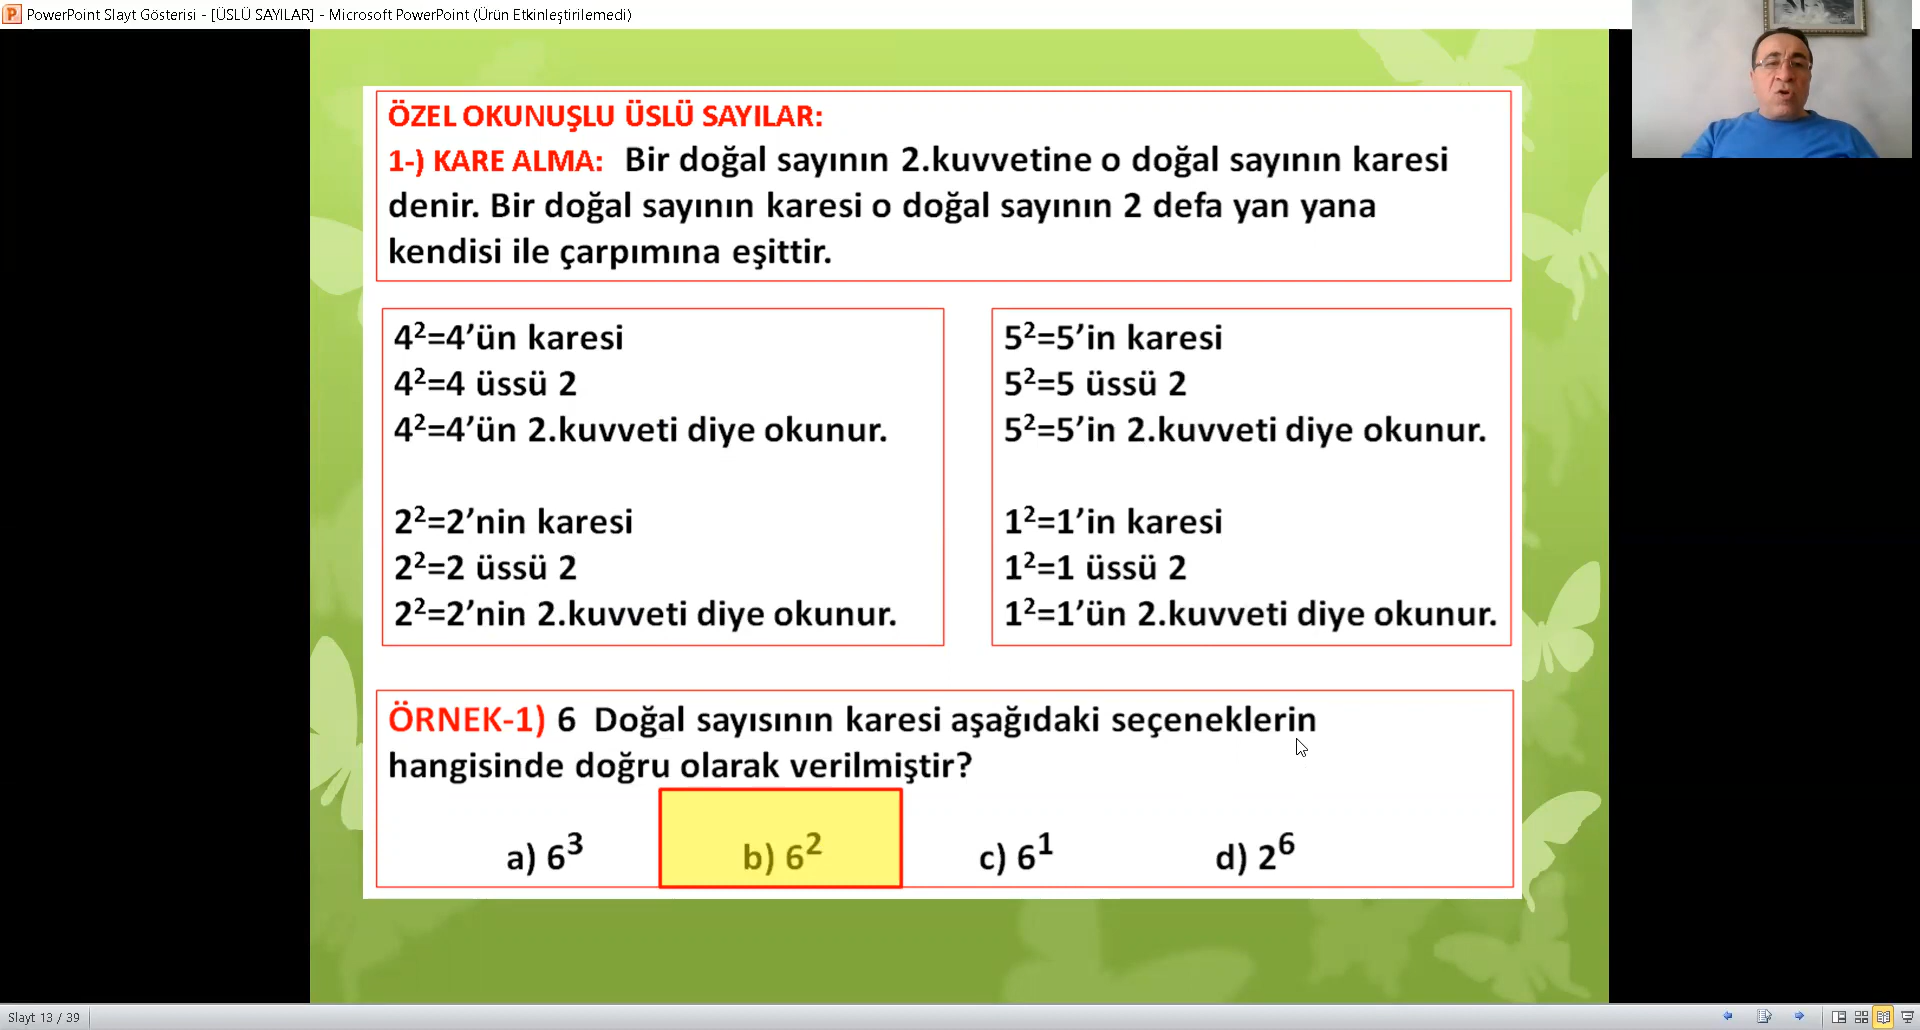 PowerPoint Slayt Gösterisi - [ÜSLÜ SAYILAR] - Microsoft PowerPoint (Ürün Etkinleştirilemedi)
ÖZEL OKUNUŞLU ÜSLÜ SAYILAR:
1-) KARE ALMA: Bir doğal sayının 2.kuvvetine o doğal sayının karesi
denir. Bir doğal sayının karesi o doğal sayının 2 defa yan yana
kendisi ile çarpımına eşittir.
4²=4’ün karesi
4²=4 üssü 2
4²=4’ün 2.kuvveti diye okunur.
2²=2’nin karesi
2²=2 üssü 2
2²=2’nin 2.kuvveti diye okunur.
5²=5’in karesi
5²=5 üssü 2
5²=5’in 2.kuvveti diye okunur.
1²=1’in karesi
1²=1 üssü 2
1²=1’ün 2.kuvveti diye okunur.
ÖRNEK-1) 6 Doğal sayısının karesi aşağıdaki seçeneklerin
hangisinde doğru olarak verilmiştir?
a) 6³ b) 6² c) 6¹ d) 2⁶
Slayt 13 / 39